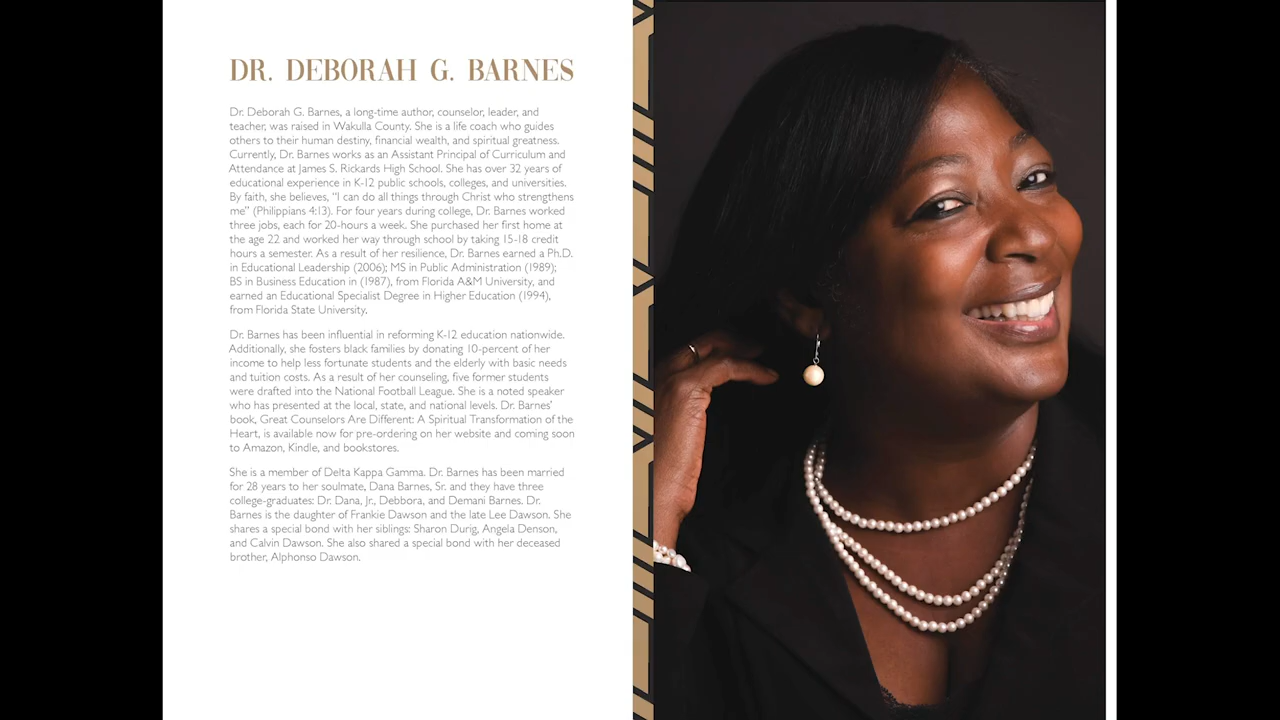 DR. DEBORAH G. BARNES
Dr. Deborah G. Barnes, a long-time author, counselor, leader, and
teacher, was raised in Wakulla County. She is a life coach who guides
others to their human destiny, financial wealth, and spiritual greatness.
Currently, Dr. Barnes works as an Assistant Principal of Curriculum and
Attendance at James S. Rickards High School. She has over 32 years of
educational experience in K-12 public schools, colleges, and universities.
By faith, she believes, "I can do all things through Christ who strengthens
me" (Philippians 4:13). For four years during college, Dr. Barnes worked
three jobs, each for 20-hours a week. She purchased her first home at
the age 22 and worked her way through school by taking 15-18 credit
hours a semester. As a result of her resilience, Dr. Barnes earned a Ph.D.
in Educational Leadership (2006); MS in Public Administration (1989);
BS in Business Education in (1987), from Florida A&M University, and
earned an Educational Specialist Degree in Higher Education (1994),
from Florida State University.
Dr. Barnes has been influential in reforming K-12 education nationwide.
Additionally, she fosters black families by donating 10-percent of her
income to help less fortunate students and the elderly with basic needs
and tuition costs. As a result of her counseling, five former students
were drafted into the National Football League. She is a noted speaker
who has presented at the local, state, and national levels. Dr. Barnes'
book, Great Counselors Are Different: A Spiritual Transformation of the
Heart, is available now for pre-ordering on her website and coming soon
to Amazon, Kindle, and bookstores.
She is a member of Delta Kappa Gamma. Dr. Barnes has been married
for 28 years to her soulmate, Dana Barnes, Sr. and they have three
college-graduates: Dr. Dana, Jr., Debbora, and Demani Barnes. Dr.
Barnes is the daughter of Frankie Dawson and the late Lee Dawson. She
shares a special bond with her siblings: Sharon Durig, Angela Denson,
and Calvin Dawson. She also shared a special bond with her deceased
brother, Alphonso Dawson.